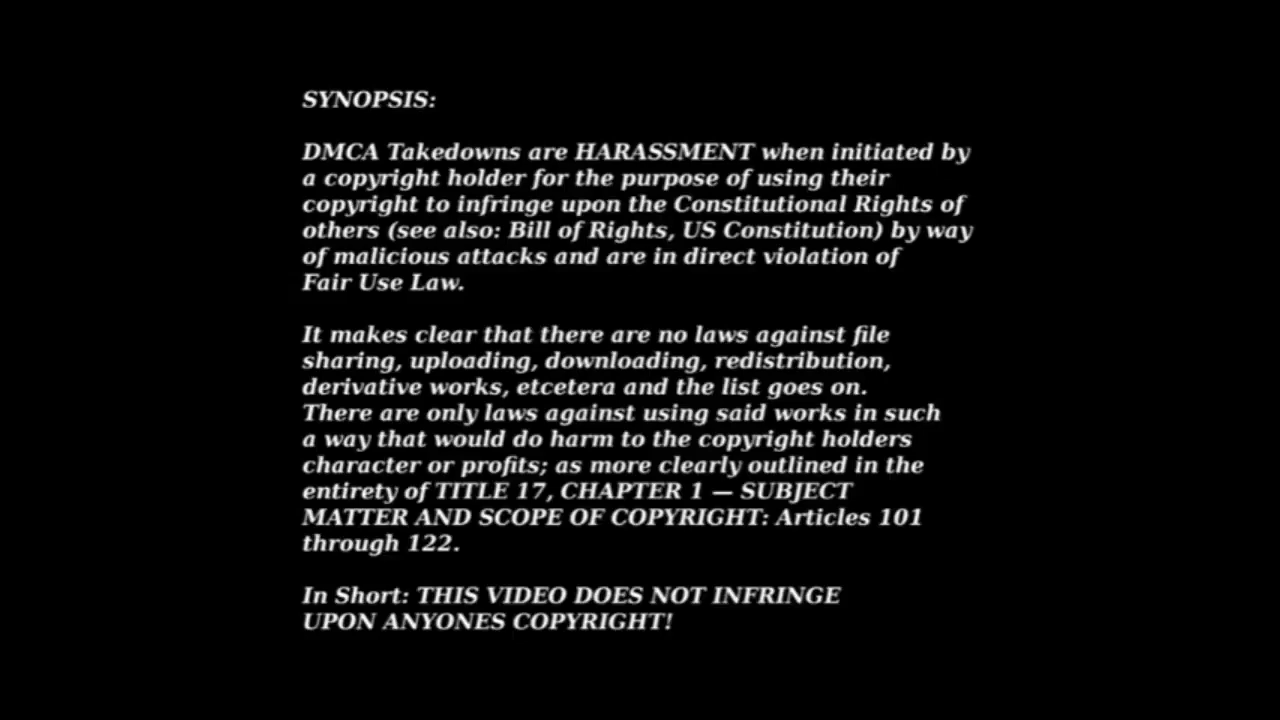 SYNOPSIS:
DMCA Takedowns are HARASSMENT when initiated by
a copyright holder for the purpose of using their
copyright to infringe upon the Constitutional Rights of
others (see also: Bill of Rights, US Constitution) by way
of malicious attacks and are in direct violation of
Fair Use Law.
It makes clear that there are no laws against file
sharing, uploading, downloading, redistribution,
derivative works, etcetera and the list goes on.
There are only laws against using said works in such
a way that would do harm to the copyright holders
character or profits; as more clearly outlined in the
entirety of TITLE 17, CHAPTER 1 — SUBJECT
MATTER AND SCOPE OF COPYRIGHT: Articles 101
through 122.
In Short: THIS VIDEO DOES NOT INFRINGE
UPON ANYONES COPYRIGHT!